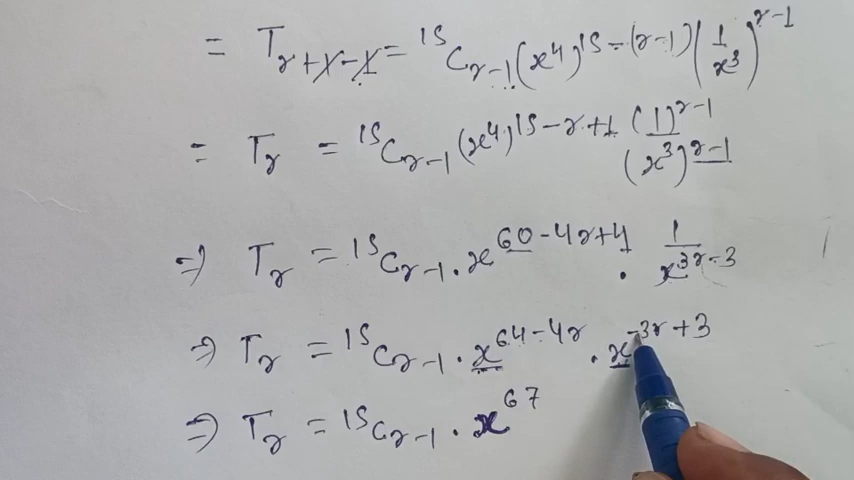 = T_{r+1-1} = ¹⁵C_{r-1} (x⁴)^{15-(r-1)} (1/x³)^{r-1}
= T_r = ¹⁵C_{r-1} (x⁴)^{15-r+1} (1)^{r-1}/(x³)^{r-1}
⇒ T_r = ¹⁵C_{r-1} . x^{60-4r+4} . 1/x^{3r-3}
⇒ T_r = ¹⁵C_{r-1} . x^{64-4r} . x^{-3r+3}
⇒ T_r = ¹⁵C_{r-1} . x^{67}